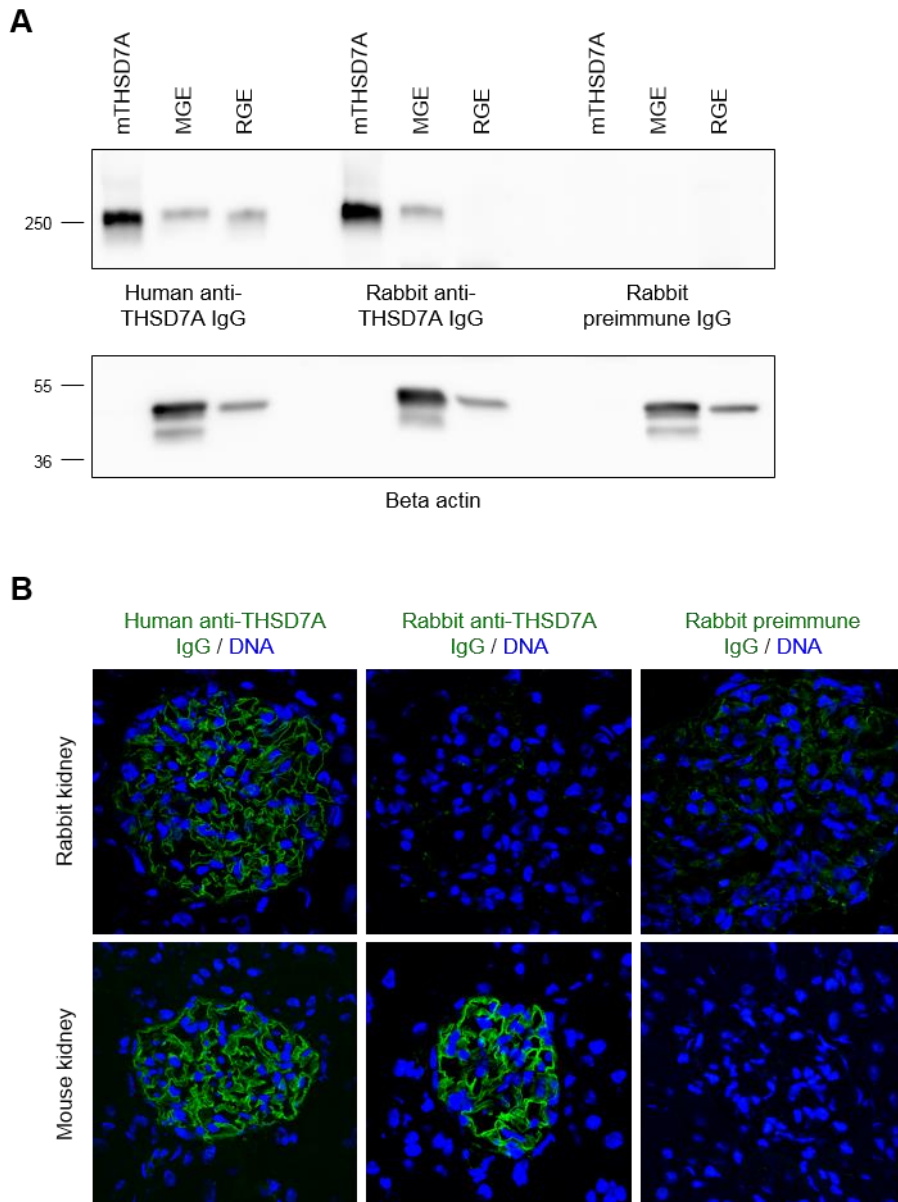 A
mTHSD7A
MGE
RGE
mTHSD7A
MGE
RGE
mTHSD7A
MGE
RGE
250
Human anti-
THSD7A IgG
Rabbit anti-
THSD7A IgG
Rabbit
preimmune IgG
55
36
Beta actin
B
Human anti-THSD7A
IgG / DNA
Rabbit anti-THSD7A
IgG / DNA
Rabbit preimmune
IgG / DNA
Rabbit kidney
Mouse kidney